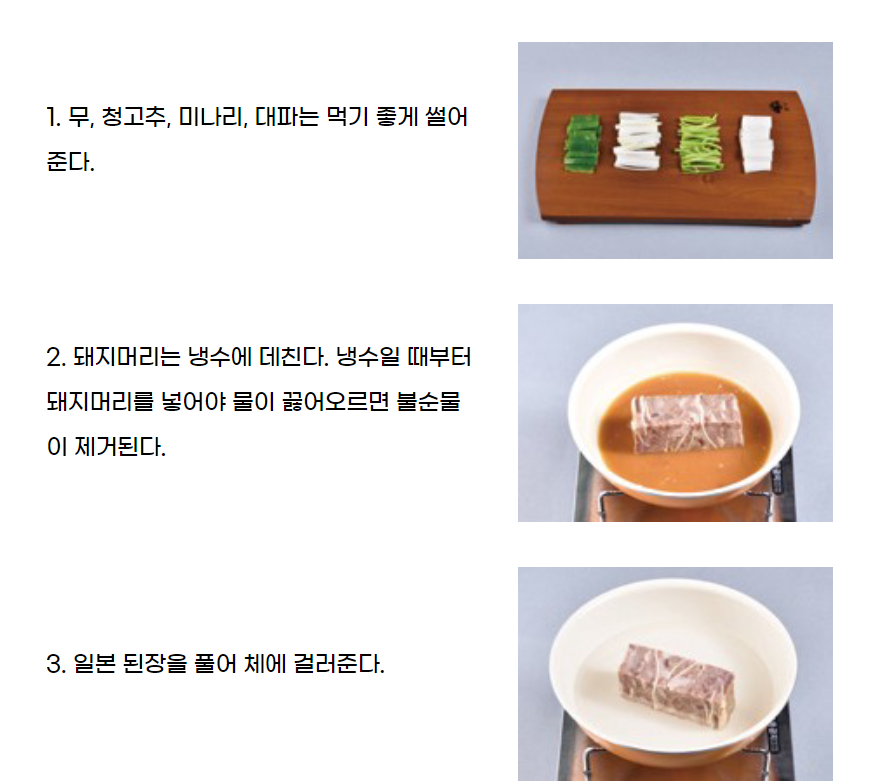 1. 무, 청고추, 미나리, 대파는 먹기 좋게 썰어
준다.
2. 돼지머리는 냉수에 데친다. 냉수일 때부터
돼지머리를 넣어야 물이 끓어오르면 불순물
이 제거된다.
3. 일본 된장을 풀어 체에 걸러준다.